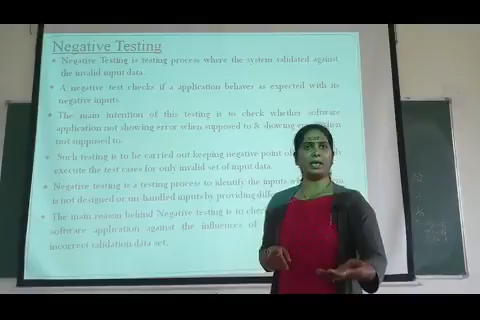 Negative Testing
• Negative Testing is testing process where the system validated against
the invalid input data.
• A negative test checks if a application behaves as expected with its
negative inputs.
• The main intention of this testing is to check whether software
application not showing error when supposed to & showing
not supposed to.
• Such testing is to be carried out keeping negative point of
execute the test cases for only invalid set of input data.
• Negative testing is a testing process to identify the inputs
is not designed or un-handled inputs by providing
• The main reason behind Negative testing is to
software application against the influences of
incorrect validation data set.